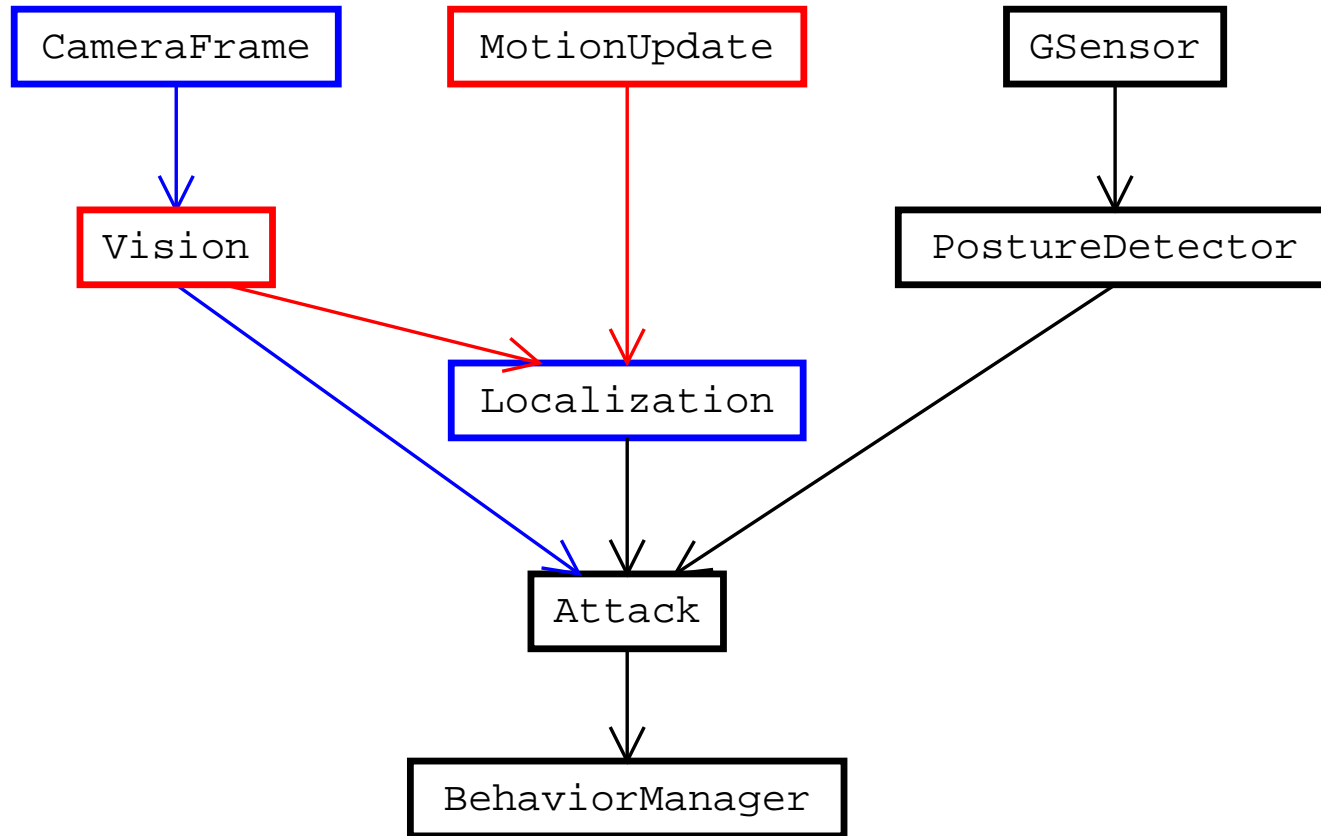 CameraFrame
MotionUpdate
GSensor
Vision
PostureDetector
Localization
Attack
BehaviorManager